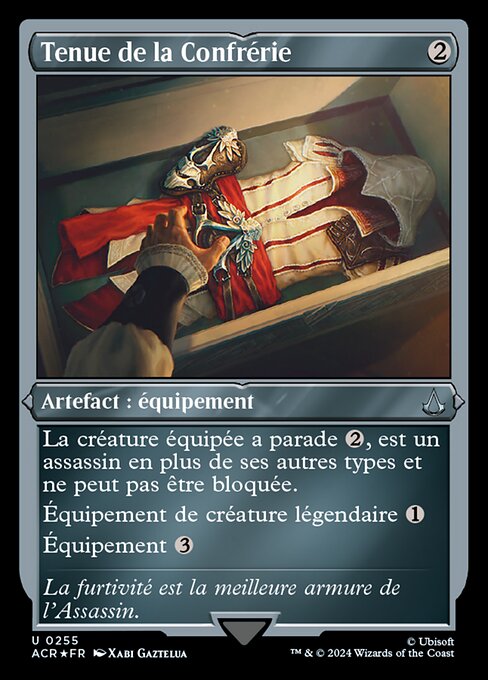 Tenue de la Confrérie 2
Artefact : équipement
La créature équipée a parade 2, est un
assassin en plus de ses autres types et
ne peut pas être bloquée.
Équipement de créature légendaire 1
Équipement 3
La furtivité est la meilleure armure de
l'Assassin.
U 0255
ACR★FR Xabi Gaztelua
© Ubisoft
™ & © 2024 Wizards of the Coast